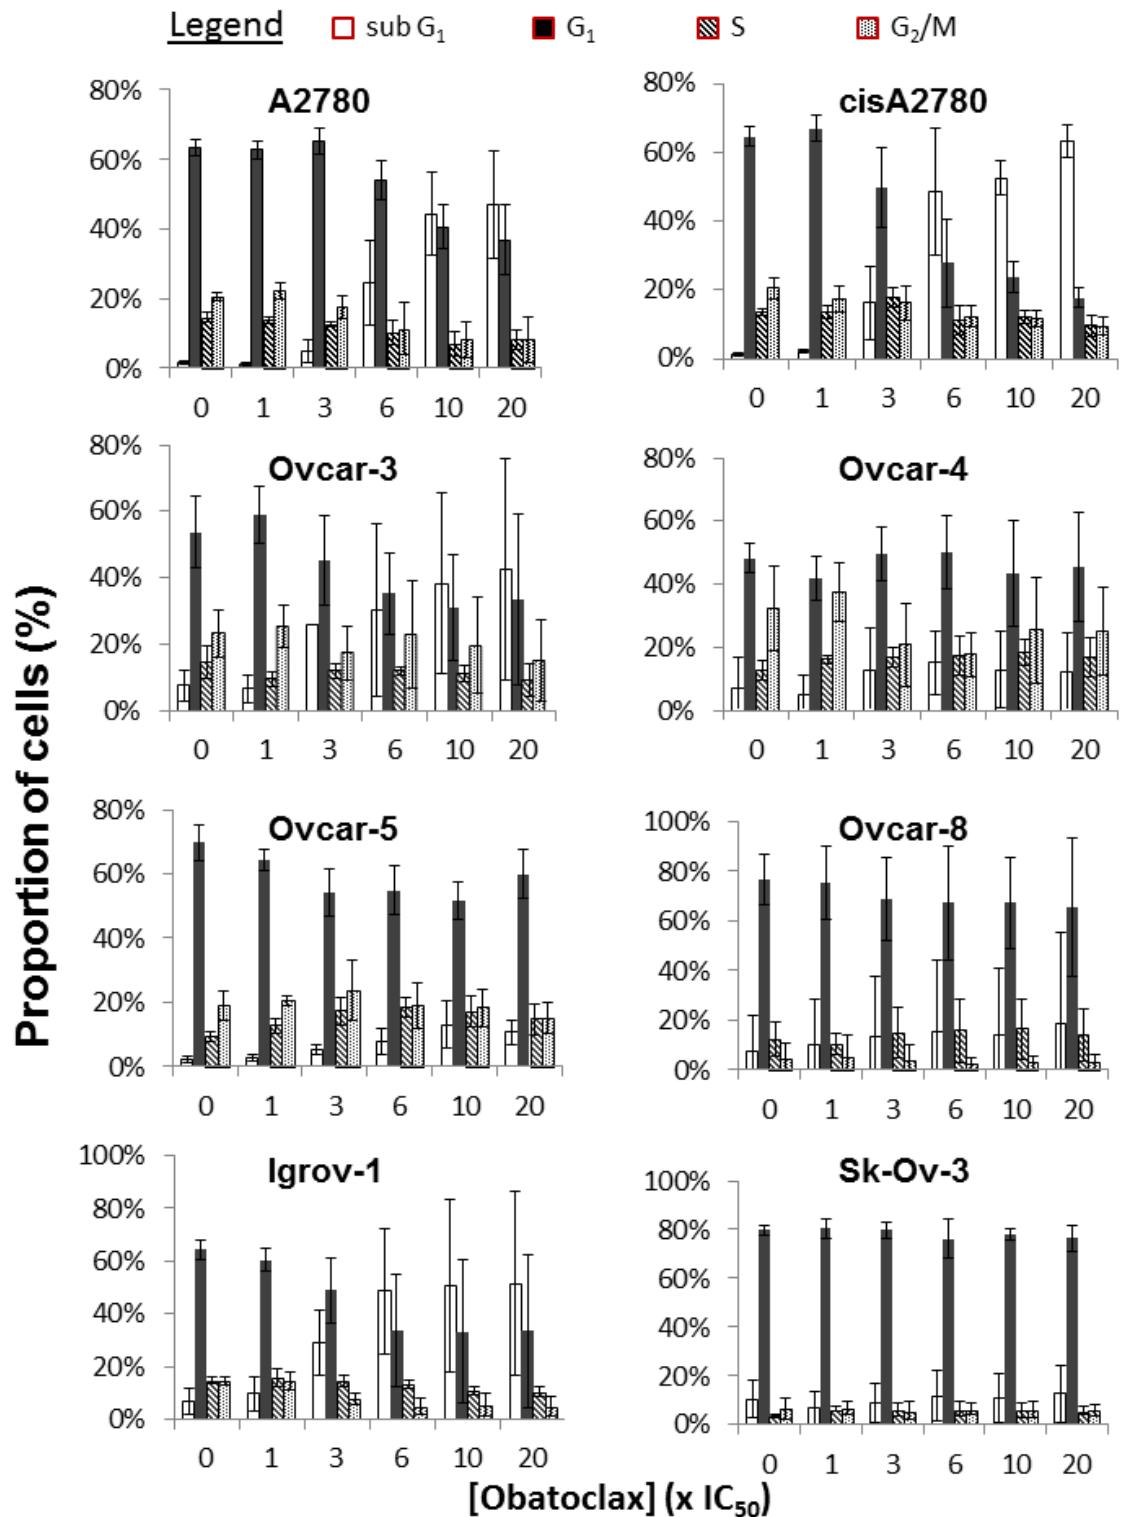 Legend sub G₁ G₁ S G₂/M
A2780 cisA2780
80% 80%
60% 60%
40% 40%
20% 20%
0% 0%
0 1 3 6 10 20 0 1 3 6 10 20
Ovcar-3 Ovcar-4
80% 80%
60% 60%
40% 40%
20% 20%
0% 0%
0 1 3 6 10 20 0 1 3 6 10 20
Proportion of cells (%)
Ovcar-5 Ovcar-8
80% 100%
60% 80%
40% 60%
20% 40%
0% 20%
0%
0 1 3 6 10 20 0 1 3 6 10 20
Igrov-1 Sk-Ov-3
100% 100%
80% 80%
60% 60%
40% 40%
20% 20%
0% 0%
0 1 3 6 10 20 0 1 3 6 10 20
[Obatoclax] (x IC₅₀)